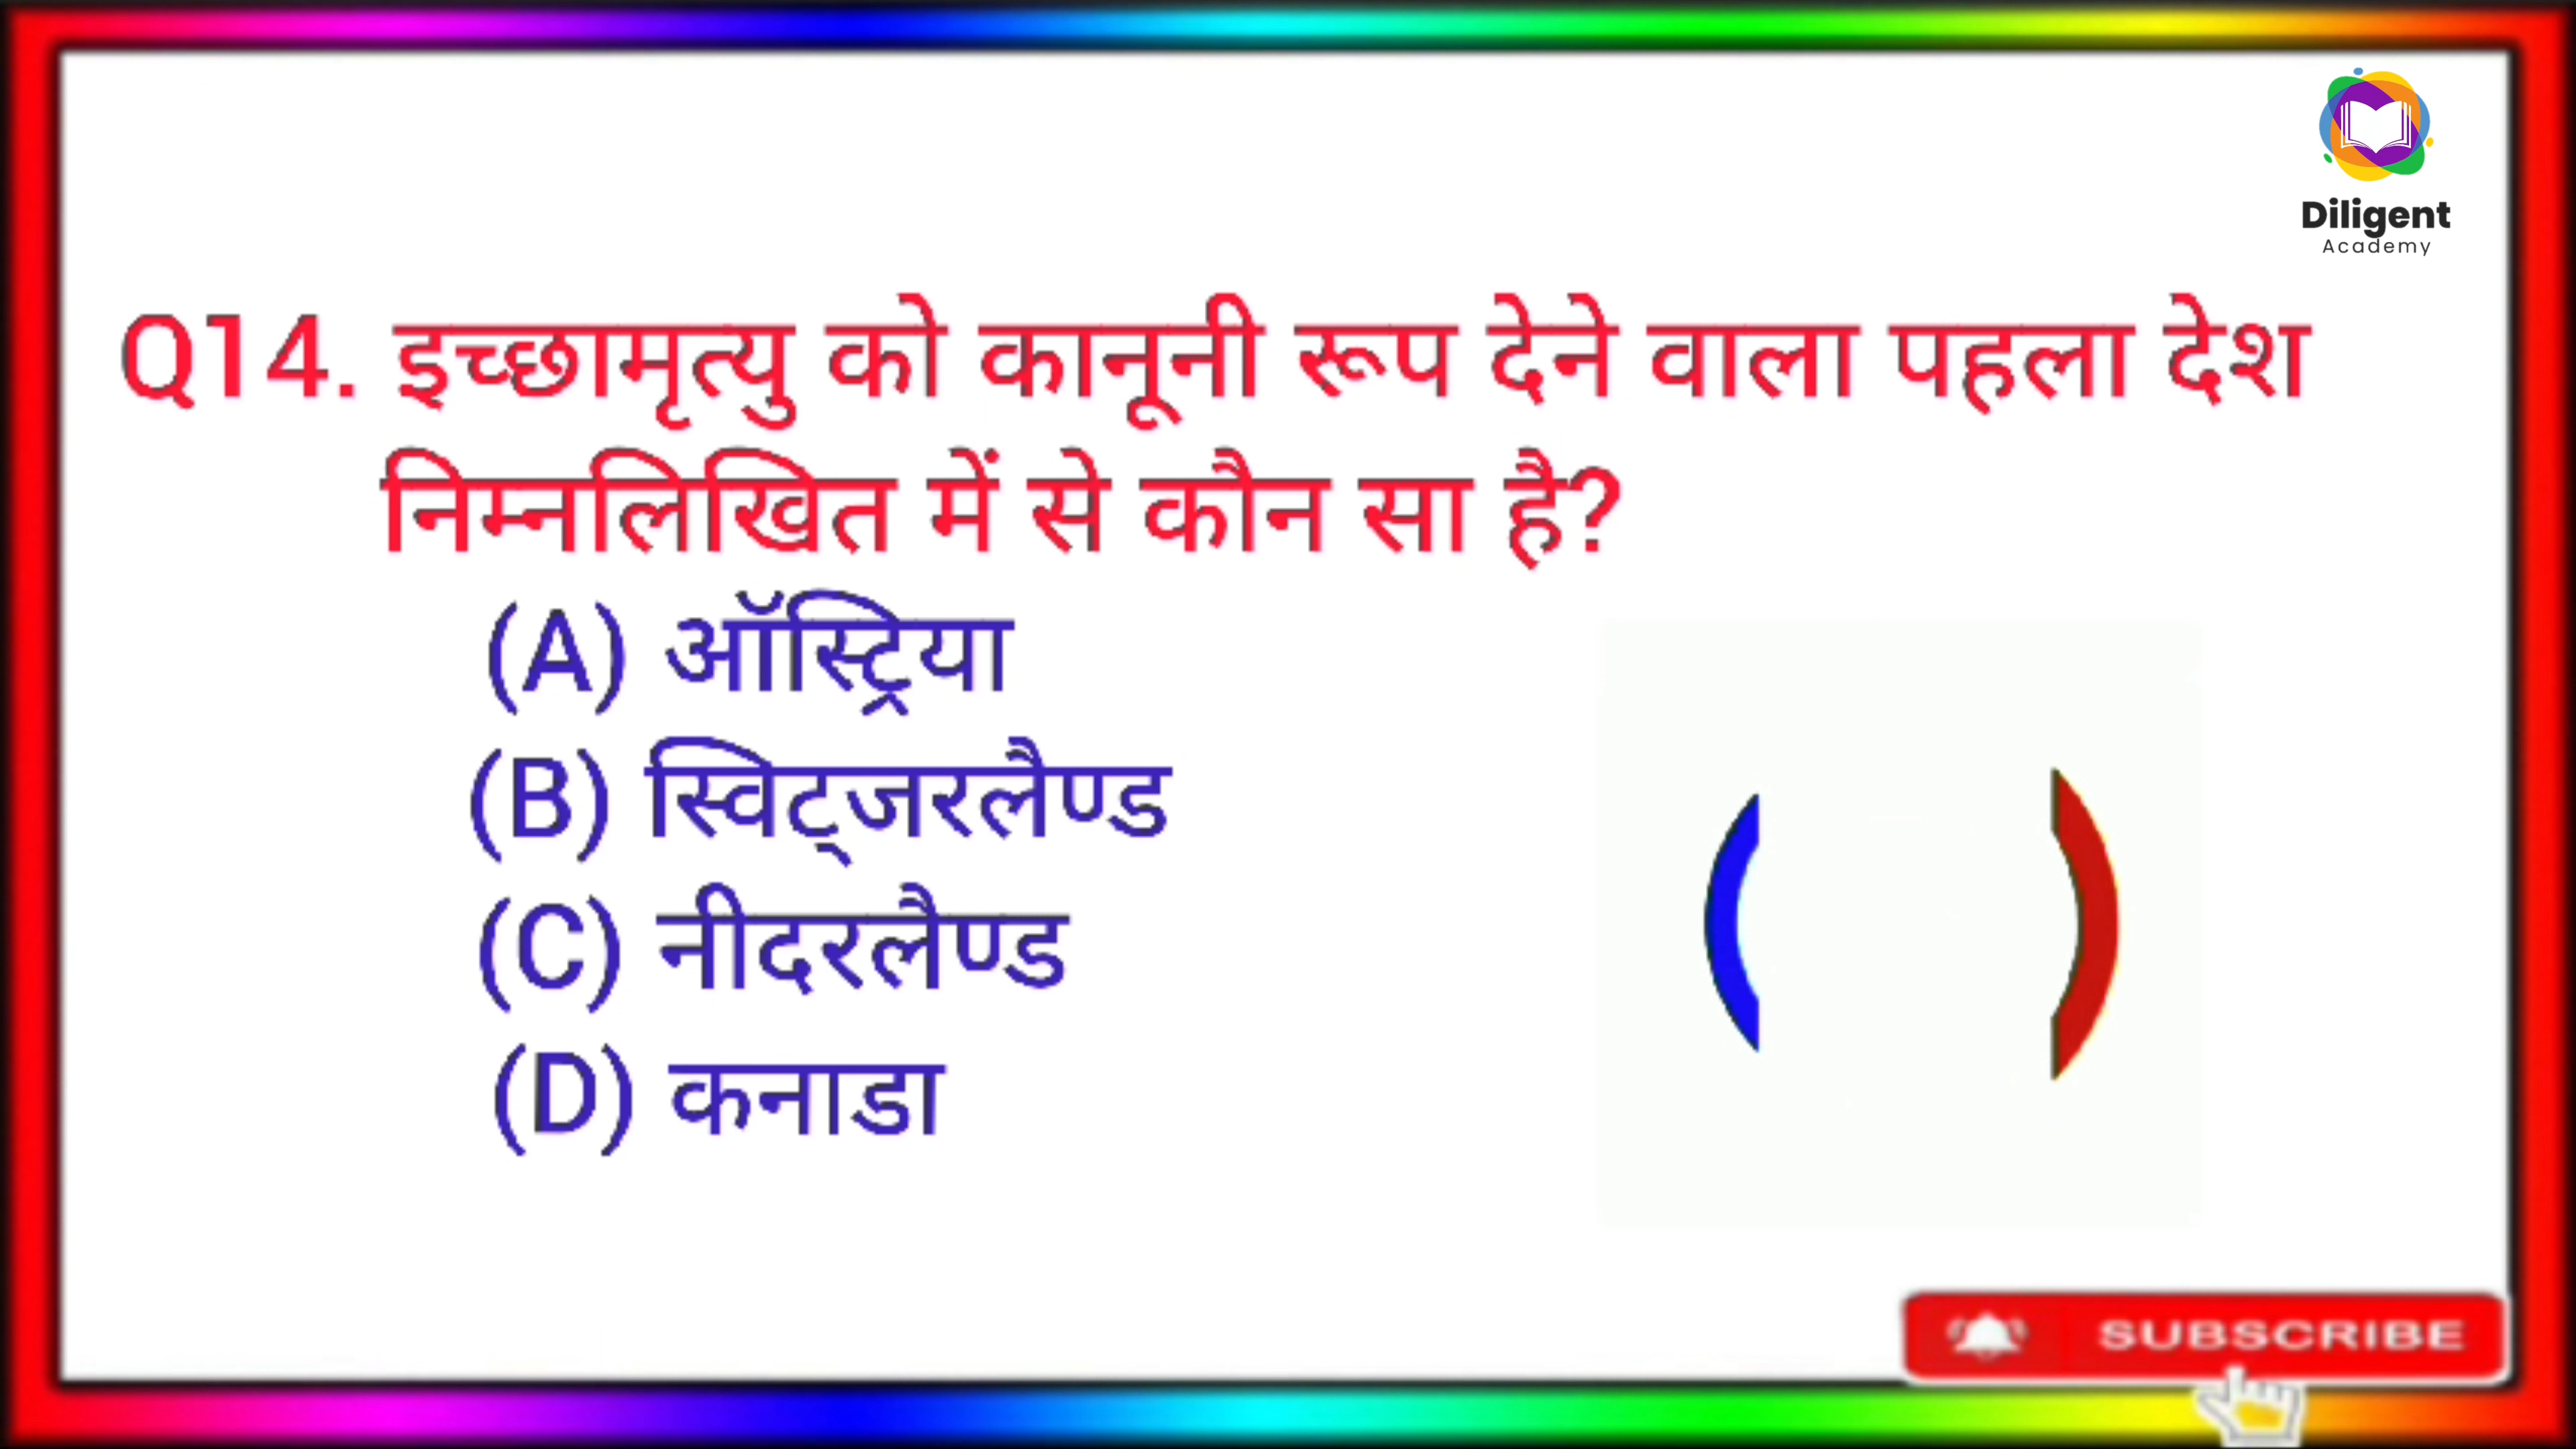 Diligent
Academy
Q14. इच्छामृत्यु को कानूनी रूप देने वाला पहला देश
निम्नलिखित में से कौन सा है?
(A) ऑस्ट्रिया
(B) स्विट्जरलैण्ड
(C) नीदरलैण्ड
(D) कनाडा
SUBSCRIBE